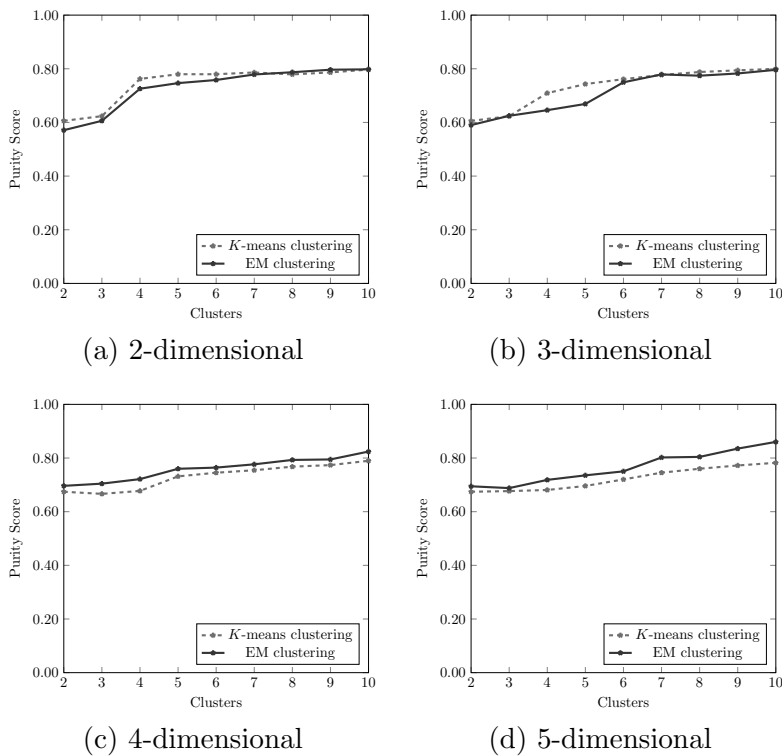 1.00
0.80
0.60
0.40
0.20
0.00
Purity Score
2 3 4 5 6 7 8 9 10
Clusters
K-means clustering
EM clustering
(a) 2-dimensional
1.00
0.80
0.60
0.40
0.20
0.00
Purity Score
2 3 4 5 6 7 8 9 10
Clusters
K-means clustering
EM clustering
(b) 3-dimensional
1.00
0.80
0.60
0.40
0.20
0.00
Purity Score
2 3 4 5 6 7 8 9 10
Clusters
K-means clustering
EM clustering
(c) 4-dimensional
1.00
0.80
0.60
0.40
0.20
0.00
Purity Score
2 3 4 5 6 7 8 9 10
Clusters
K-means clustering
EM clustering
(d) 5-dimensional